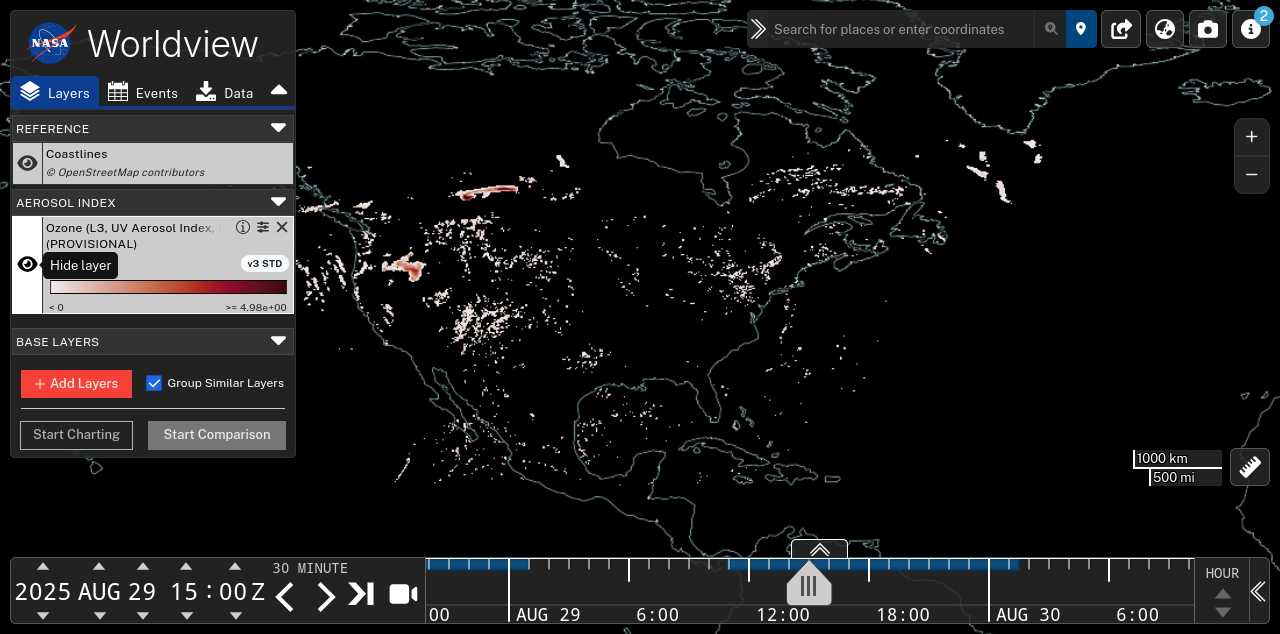 NASA
Worldview
Search for places or enter coordinates
2
Layers
Events
Data
REFERENCE
Coastlines
© OpenStreetMap contributors
AEROSOL INDEX
Ozone (L3, UV Aerosol Index,
(PROVISIONAL)
Hide layer
v3 STD
< 0
>= 4.98e+00
BASE LAYERS
+ Add Layers
Group Similar Layers
Start Charting
Start Comparison
+
−
1000 km
500 mi
2025 AUG 29 15 : 00 Z
30 MINUTE
00
AUG 29
6:00
12:00
18:00
AUG 30
6:00
HOUR